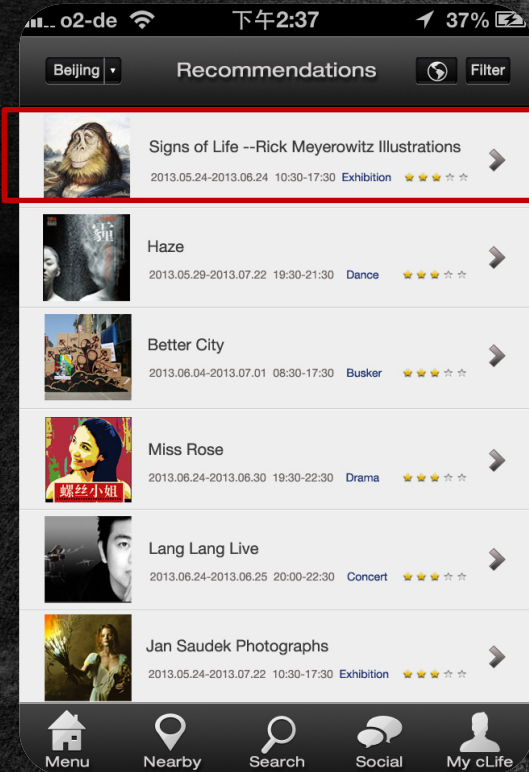 o2-de 下午2:37 37%
Beijing Recommendations Filter
Signs of Life --Rick Meyerowitz Illustrations
2013.05.24-2013.06.24 10:30-17:30 Exhibition
Haze
2013.05.29-2013.07.22 19:30-21:30 Dance
Better City
2013.06.04-2013.07.01 08:30-17:30 Busker
Miss Rose
2013.06.24-2013.06.30 19:30-22:30 Drama
螺丝小姐
Lang Lang Live
2013.06.24-2013.06.25 20:00-22:30 Concert
Jan Saudek Photographs
2013.05.24-2013.07.22 10:30-17:30 Exhibition
Menu Nearby Search Social My cLife